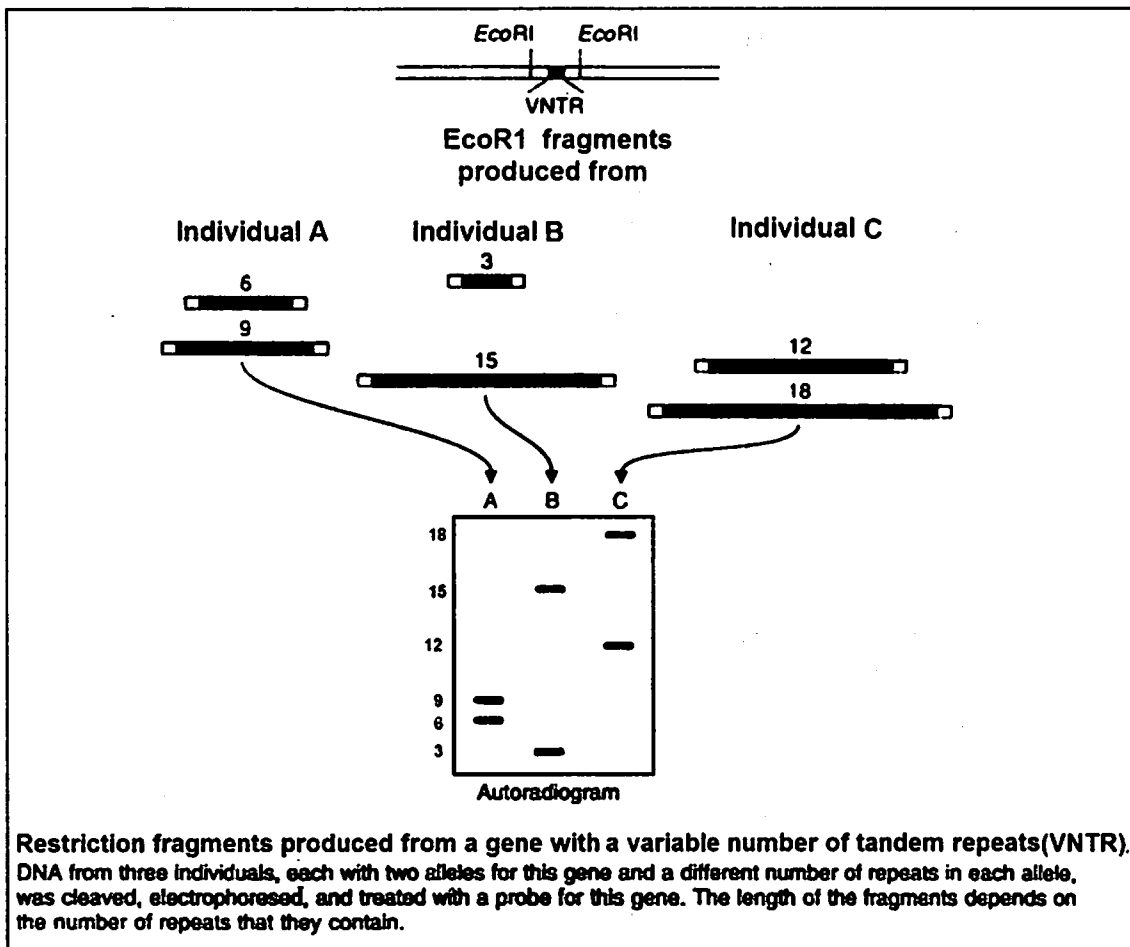 EcoRI EcoRI
VNTR
EcoR1 fragments
produced from
Individual A Individual B Individual C
3
6
9
12
15
18
A B C
18
15
12
9
6
3
Autoradiogram
Restriction fragments produced from a gene with a variable number of tandem repeats(VNTR).
DNA from three individuals, each with two alleles for this gene and a different number of repeats in each allele,
was cleaved, electrophoresed, and treated with a probe for this gene. The length of the fragments depends on
the number of repeats that they contain.